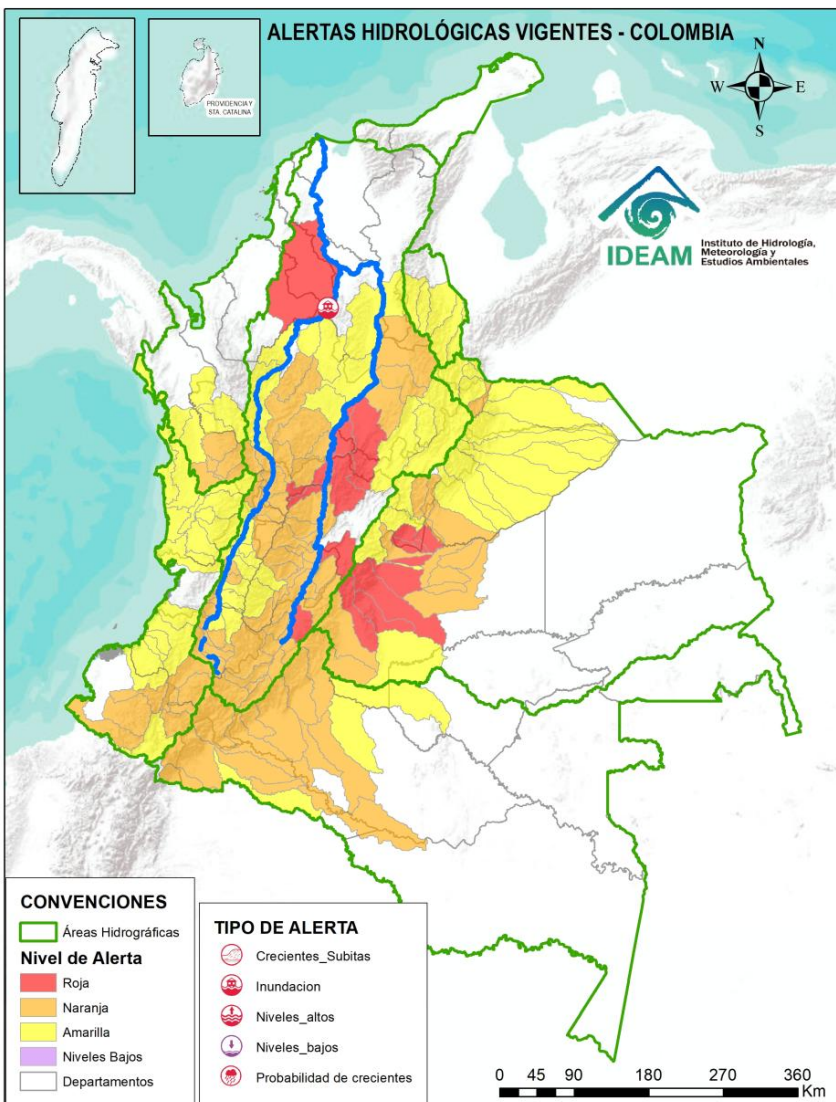 ALERTAS HIDROLÓGICAS VIGENTES - COLOMBIA
PROVIDENCIA Y
STA. CATALINA
N
W
E
S
IDEAM
Instituto de Hidrología,
Meteorología y
Estudios Ambientales
CONVENCIONES
Áreas Hidrográficas
Nivel de Alerta
Roja
Naranja
Amarilla
Niveles Bajos
Departamentos
TIPO DE ALERTA
Crecientes_Subitas
Inundacion
Niveles_altos
Niveles_bajos
Probabilidad de crecientes
0 45 90 180 270 360
Km